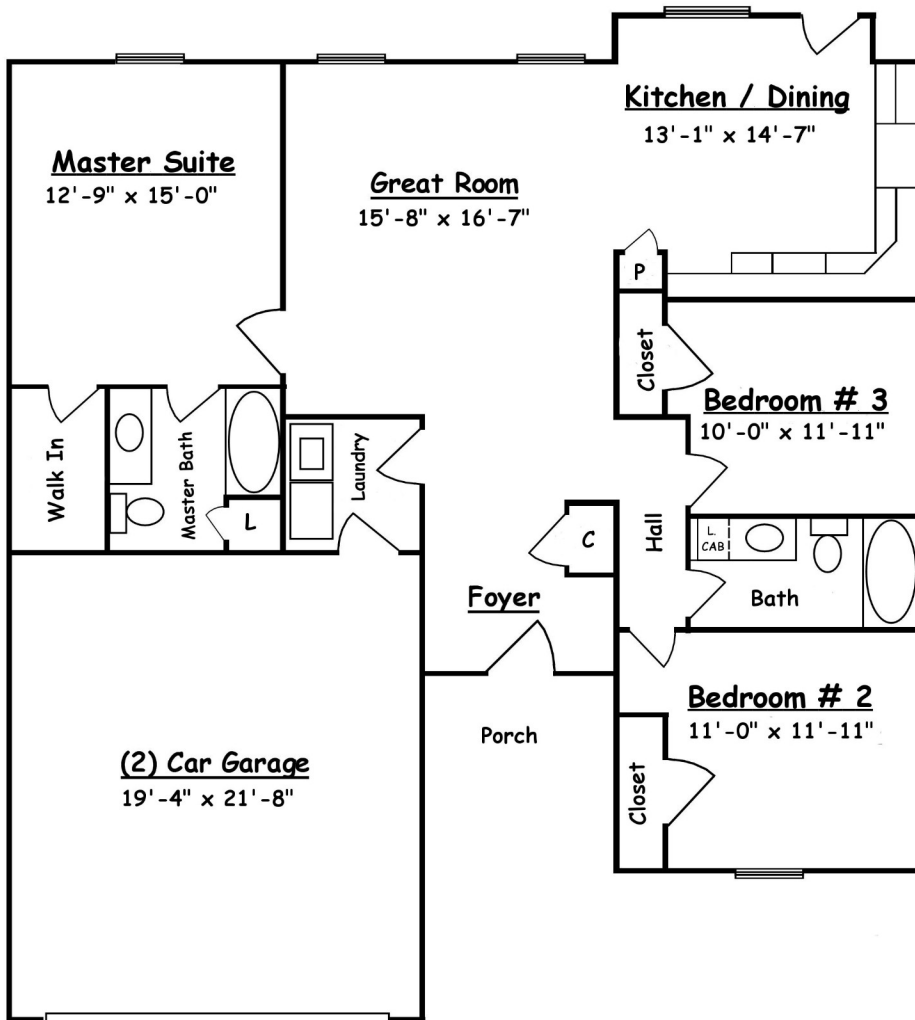 Kitchen / Dining
13'-1" x 14'-7"
Master Suite
12'-9" x 15'-0"
Great Room
15'-8" x 16'-7"
P
Closet
Bedroom # 3
10'-0" x 11'-11"
Walk In
Master Bath
L
Laundry
C
Hall
L.
CAB
Bath
Foyer
Bedroom # 2
11'-0" x 11'-11"
Porch
Closet
(2) Car Garage
19'-4" x 21'-8"